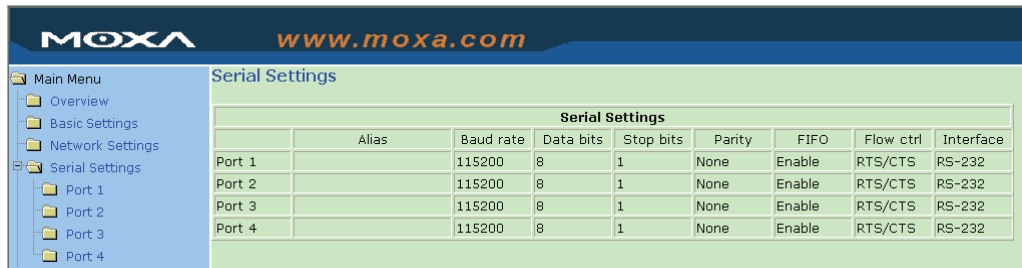 MOXA www.moxa.com
Main Menu
Overview
Basic Settings
Network Settings
Serial Settings
Port 1
Port 2
Port 3
Port 4
Serial Settings
Serial Settings
Alias Baud rate Data bits Stop bits Parity FIFO Flow ctrl Interface
Port 1 115200 8 1 None Enable RTS/CTS RS-232
Port 2 115200 8 1 None Enable RTS/CTS RS-232
Port 3 115200 8 1 None Enable RTS/CTS RS-232
Port 4 115200 8 1 None Enable RTS/CTS RS-232